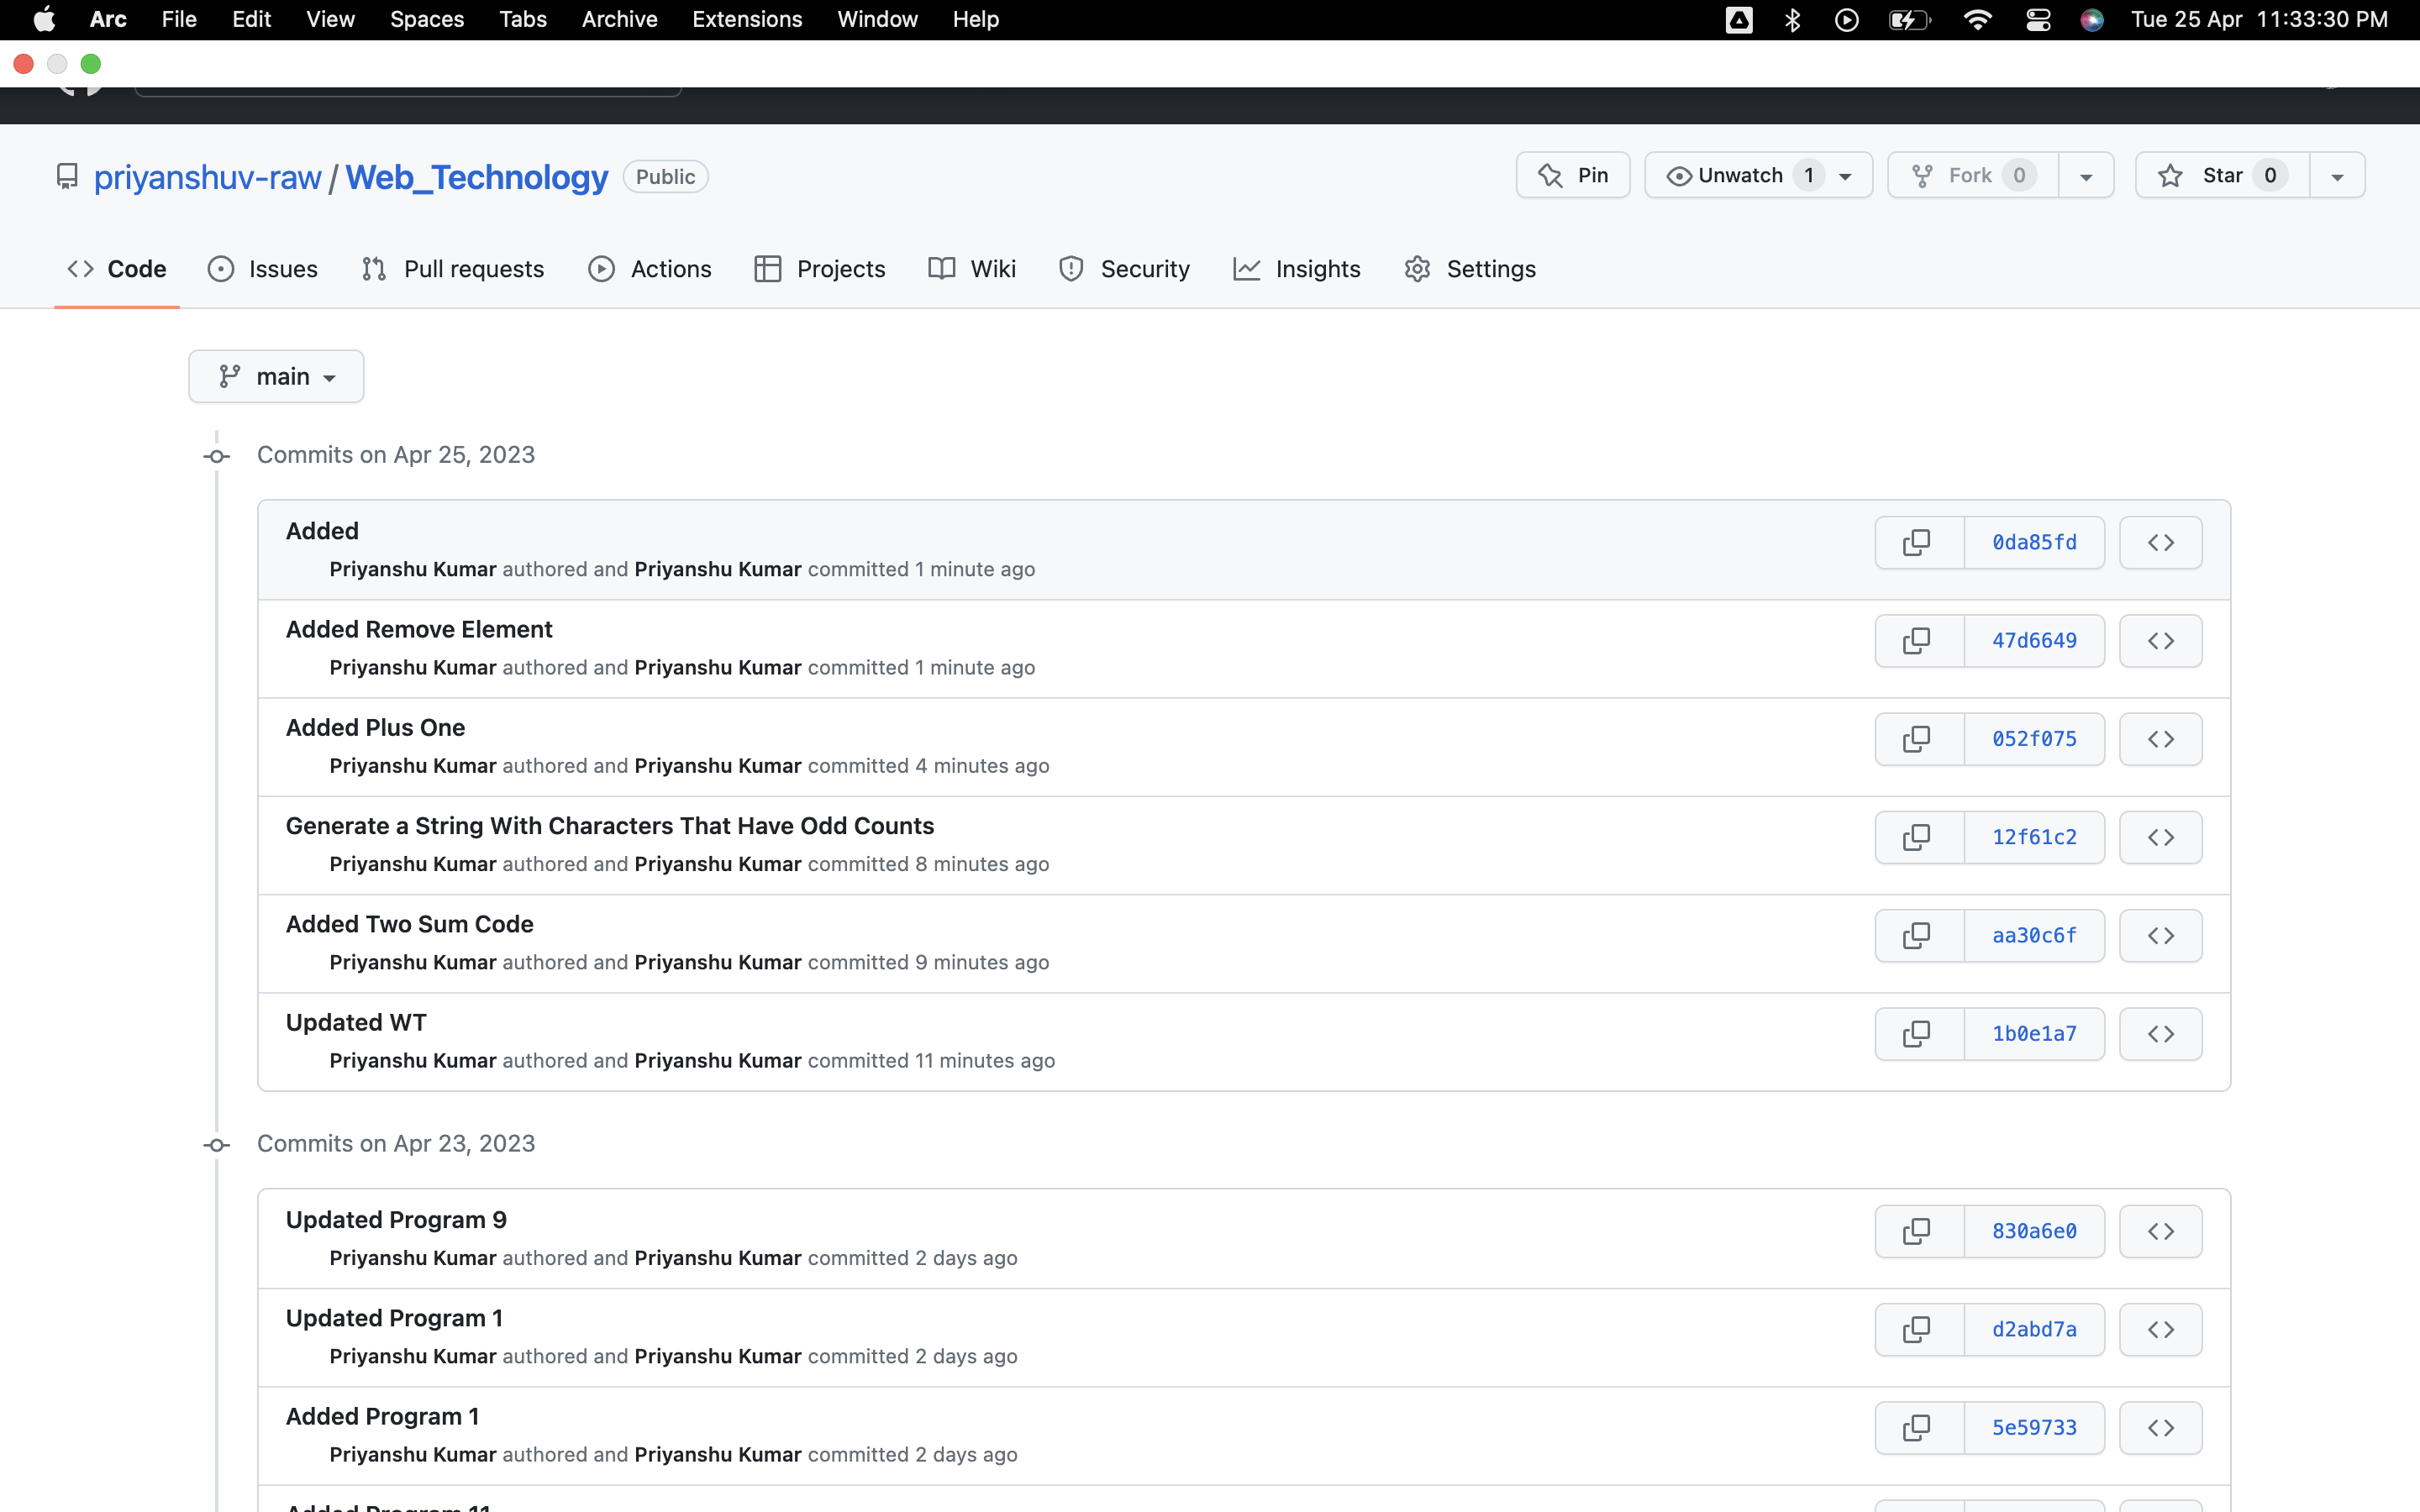 Arc File Edit View Spaces Tabs Archive Extensions Window Help Tue 25 Apr 11:33:30 PM
priyanshuv-raw / Web_Technology Public Pin Unwatch 1 Fork 0 Star 0
Code Issues Pull requests Actions Projects Wiki Security Insights Settings
main
Commits on Apr 25, 2023
Added
Priyanshu Kumar authored and Priyanshu Kumar committed 1 minute ago
0da85fd
Added Remove Element
Priyanshu Kumar authored and Priyanshu Kumar committed 1 minute ago
47d6649
Added Plus One
Priyanshu Kumar authored and Priyanshu Kumar committed 4 minutes ago
052f075
Generate a String With Characters That Have Odd Counts
Priyanshu Kumar authored and Priyanshu Kumar committed 8 minutes ago
12f61c2
Added Two Sum Code
Priyanshu Kumar authored and Priyanshu Kumar committed 9 minutes ago
aa30c6f
Updated WT
Priyanshu Kumar authored and Priyanshu Kumar committed 11 minutes ago
1b0e1a7
Commits on Apr 23, 2023
Updated Program 9
Priyanshu Kumar authored and Priyanshu Kumar committed 2 days ago
830a6e0
Updated Program 1
Priyanshu Kumar authored and Priyanshu Kumar committed 2 days ago
d2abd7a
Added Program 1
Priyanshu Kumar authored and Priyanshu Kumar committed 2 days ago
5e59733
Added Program 11